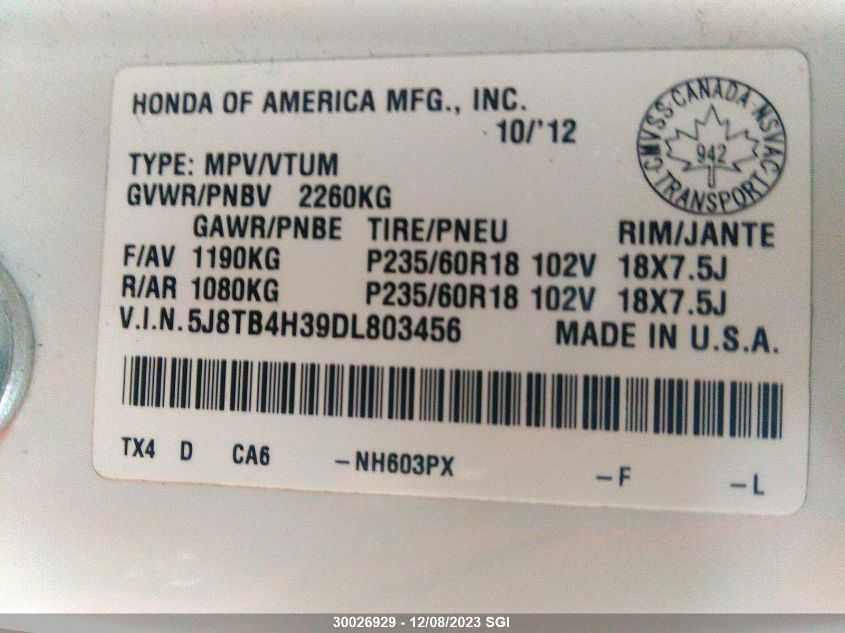 HONDA OF AMERICA MFG., INC.
10/'12
CMVSS·CANADA·NSVAC
942
TRANSPORT
TYPE: MPV/VTUM
GVWR/PNBV 2260KG
GAWR/PNBE TIRE/PNEU RIM/JANTE
F/AV 1190KG P235/60R18 102V 18X7.5J
R/AR 1080KG P235/60R18 102V 18X7.5J
V.I.N.5J8TB4H39DL803456 MADE IN U.S.A.
TX4 D CA6 -NH603PX -F -L
30026929 - 12/08/2023 SGI